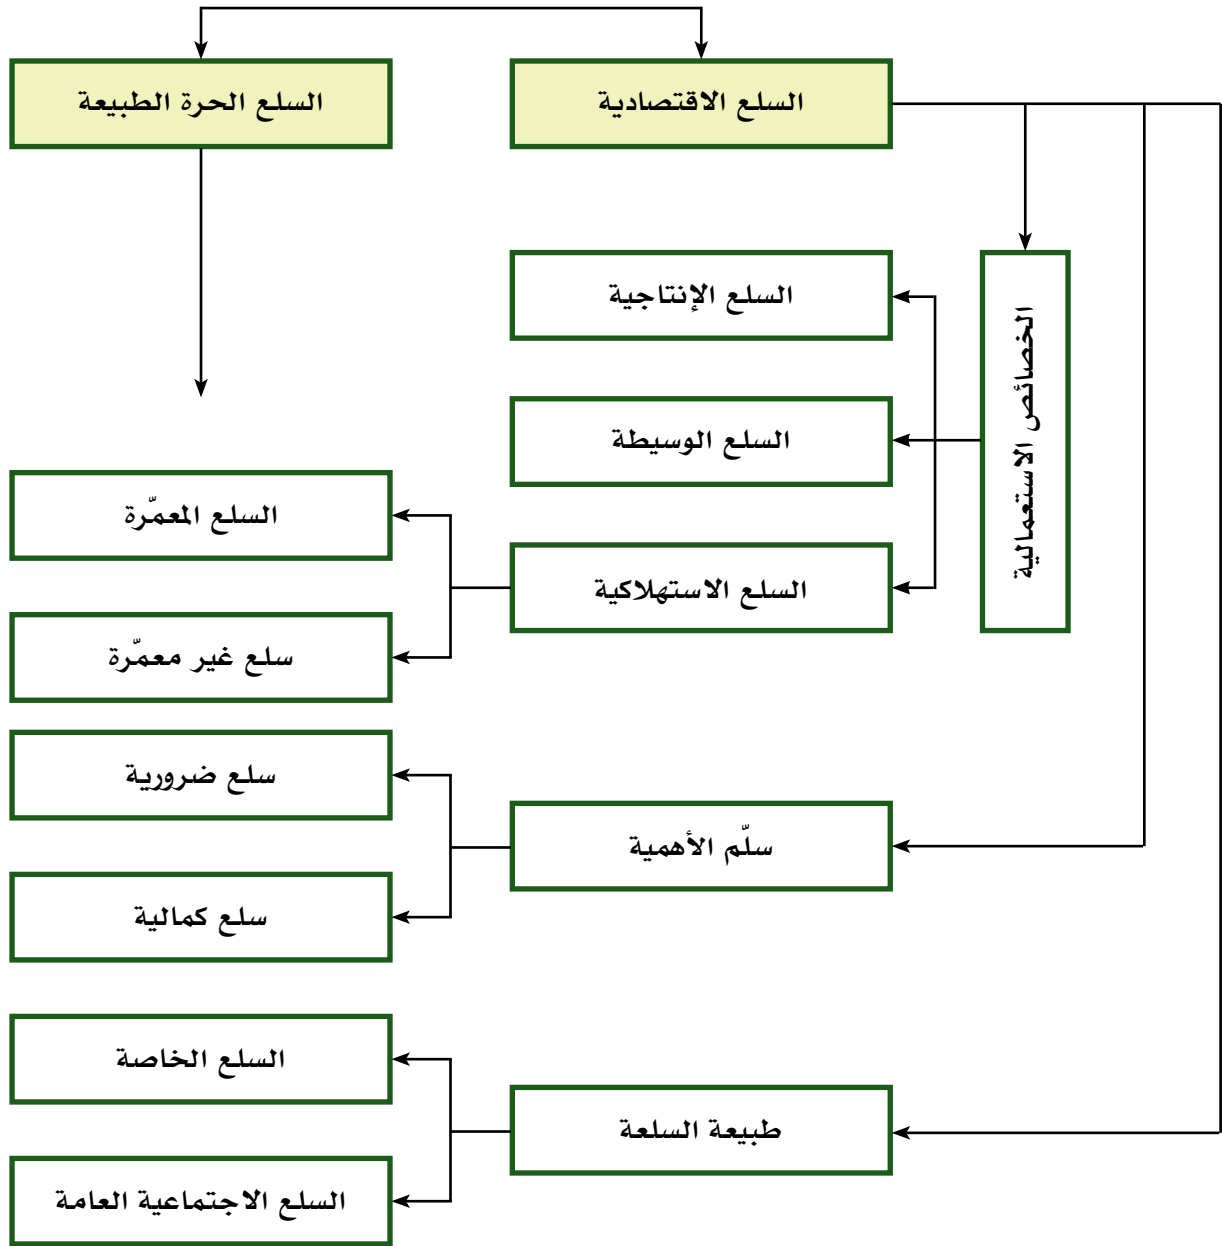 السلع الاقتصادية
السلع الحرة الطبيعة
الخصائص الاستعمالية
السلع الإنتاجية
السلع الوسيطة
السلع الاستهلاكية
السلع المعمّرة
سلع غير معمّرة
سلّم الأهمية
سلع ضرورية
سلع كمالية
طبيعة السلعة
السلع الخاصة
السلع الاجتماعية العامة